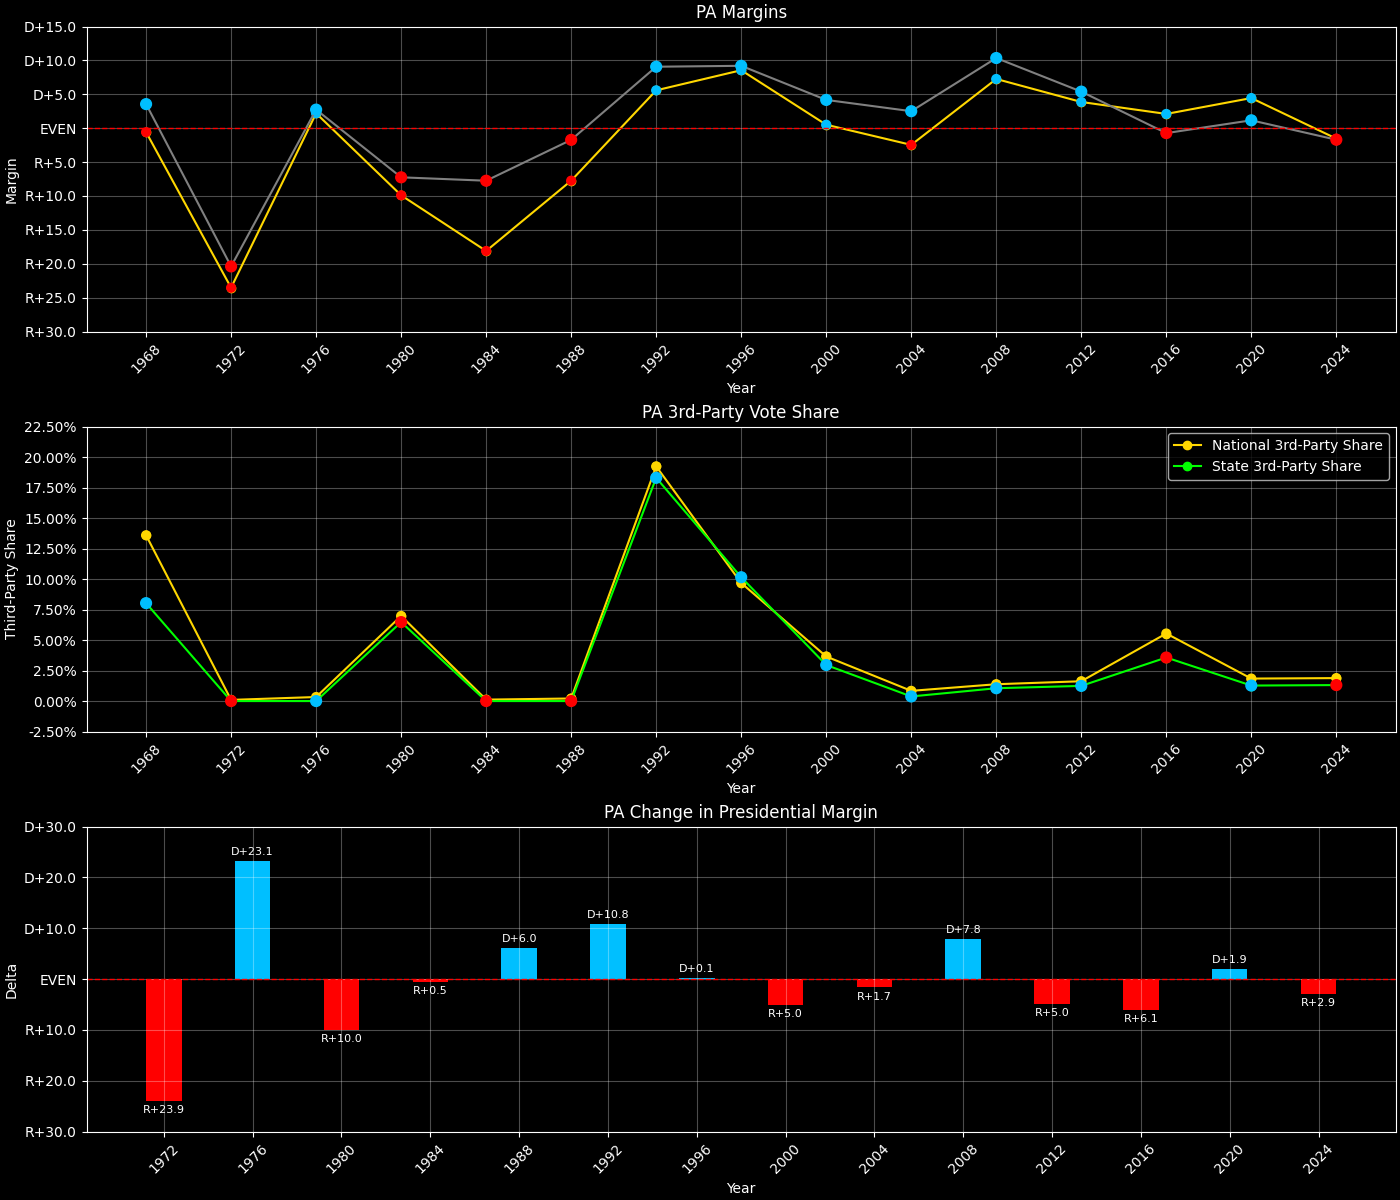 PA Margins
D+15.0
D+10.0
D+5.0
EVEN
R+5.0
R+10.0
R+15.0
R+20.0
R+25.0
R+30.0
Margin
1968 1972 1976 1980 1984 1988 1992 1996 2000 2004 2008 2012 2016 2020 2024
Year
PA 3rd-Party Vote Share
22.50%
20.00%
17.50%
15.00%
12.50%
10.00%
7.50%
5.00%
2.50%
0.00%
-2.50%
Third-Party Share
National 3rd-Party Share
State 3rd-Party Share
1968 1972 1976 1980 1984 1988 1992 1996 2000 2004 2008 2012 2016 2020 2024
Year
PA Change in Presidential Margin
D+30.0
D+20.0
D+10.0
EVEN
R+10.0
R+20.0
R+30.0
Delta
R+23.9
D+23.1
R+10.0
R+0.5
D+6.0
D+10.8
D+0.1
R+5.0
R+1.7
D+7.8
R+5.0
R+6.1
D+1.9
R+2.9
1972 1976 1980 1984 1988 1992 1996 2000 2004 2008 2012 2016 2020 2024
Year